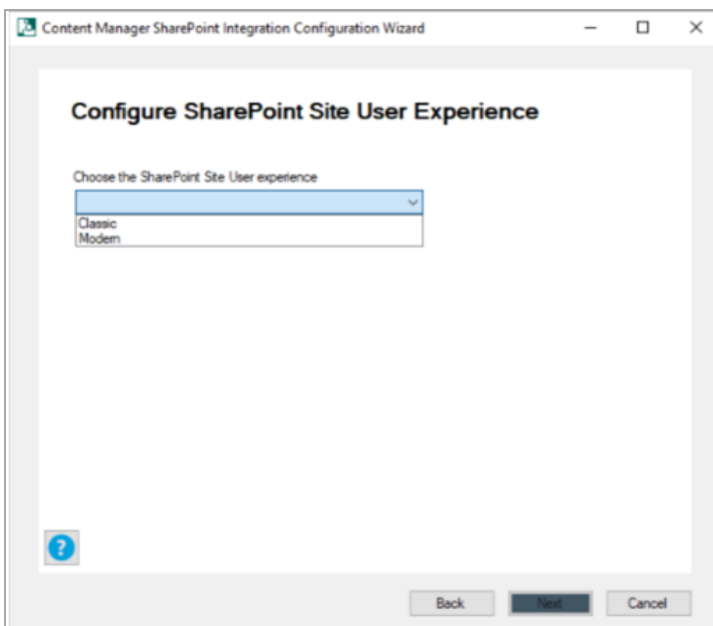 Content Manager SharePoint Integration Configuration Wizard
Configure SharePoint Site User Experience
Choose the SharePoint Site User experience
Classic
Modern
?
Back Next Cancel